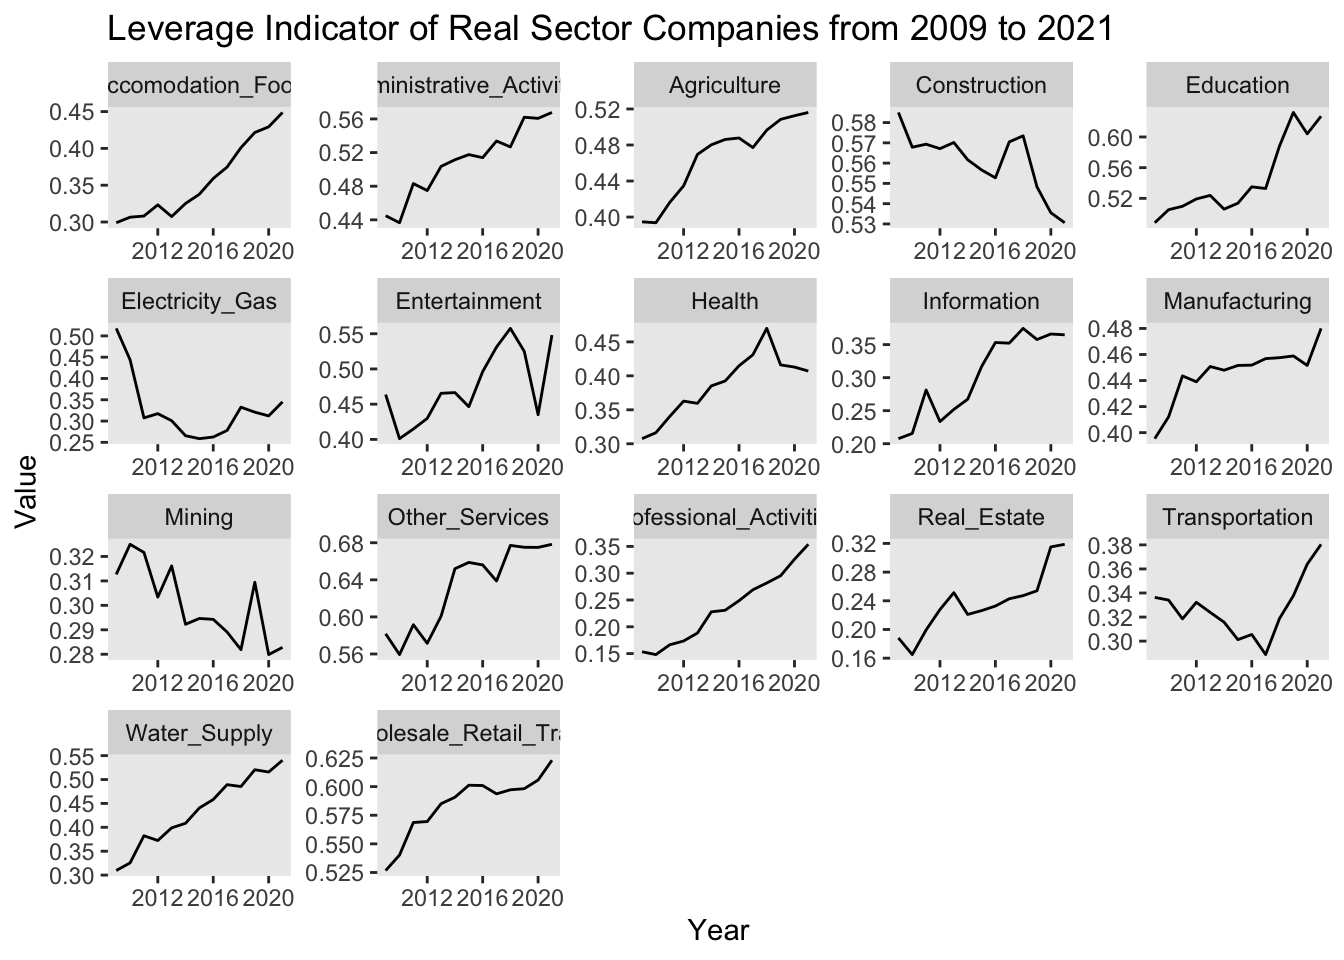 Leverage Indicator of Real Sector Companies from 2009 to 2021
ccomodation_Foo
ministrative_Activit
Agriculture
Construction
Education
0.45
0.40
0.35
0.30
0.56
0.52
0.48
0.44
0.52
0.48
0.44
0.40
0.58
0.57
0.56
0.55
0.54
0.53
0.60
0.56
0.52
2012 2016 2020
2012 2016 2020
2012 2016 2020
2012 2016 2020
2012 2016 2020
Electricity_Gas
Entertainment
Health
Information
Manufacturing
0.50
0.45
0.40
0.35
0.30
0.25
0.55
0.50
0.45
0.40
0.45
0.40
0.35
0.30
0.35
0.30
0.25
0.20
0.48
0.46
0.44
0.42
0.40
2012 2016 2020
2012 2016 2020
2012 2016 2020
2012 2016 2020
2012 2016 2020
Value
Mining
Other_Services
ofessional_Activiti
Real_Estate
Transportation
0.32
0.31
0.30
0.29
0.28
0.68
0.64
0.60
0.56
0.35
0.30
0.25
0.20
0.15
0.32
0.28
0.24
0.20
0.16
0.38
0.36
0.34
0.32
0.30
2012 2016 2020
2012 2016 2020
2012 2016 2020
2012 2016 2020
2012 2016 2020
Water_Supply
olesale_Retail_Tra
0.55
0.50
0.45
0.40
0.35
0.30
0.625
0.600
0.575
0.550
0.525
2012 2016 2020
2012 2016 2020
Year